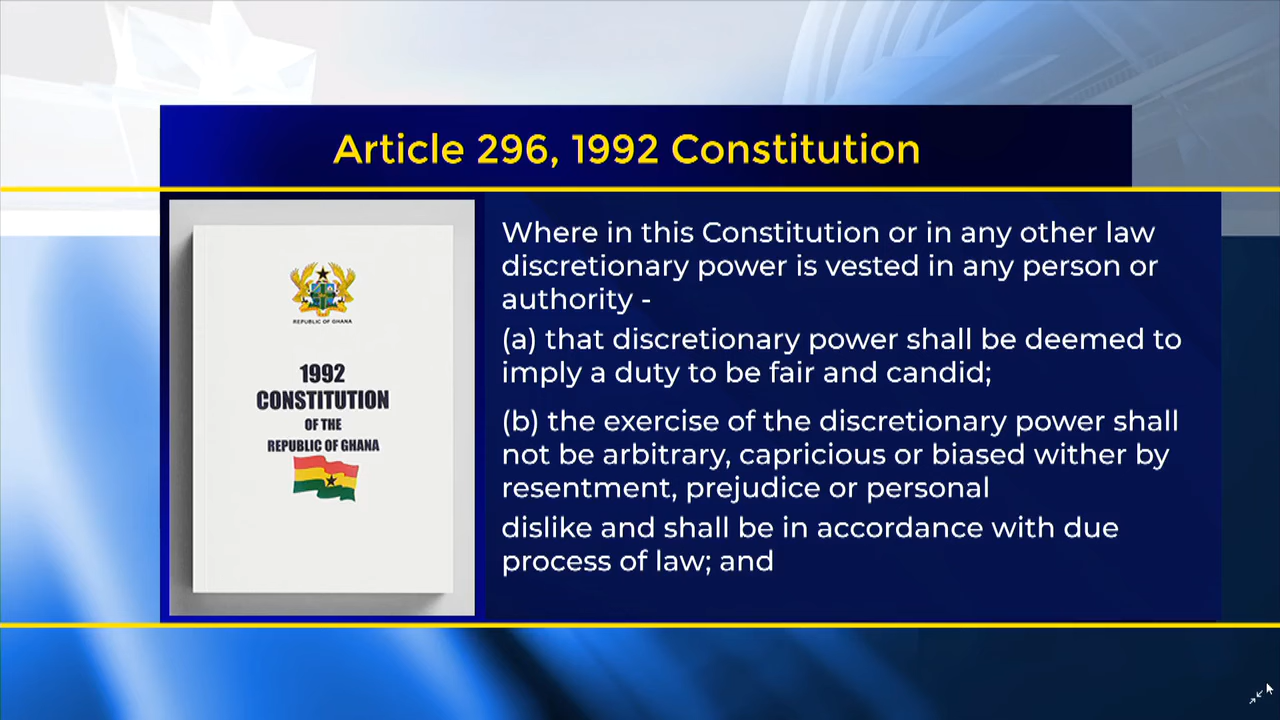 Article 296, 1992 Constitution
REPUBLIC OF GHANA
1992
CONSTITUTION
OF THE
REPUBLIC OF GHANA
Where in this Constitution or in any other law
discretionary power is vested in any person or
authority -
(a) that discretionary power shall be deemed to
imply a duty to be fair and candid;
(b) the exercise of the discretionary power shall
not be arbitrary, capricious or biased wither by
resentment, prejudice or personal
dislike and shall be in accordance with due
process of law; and